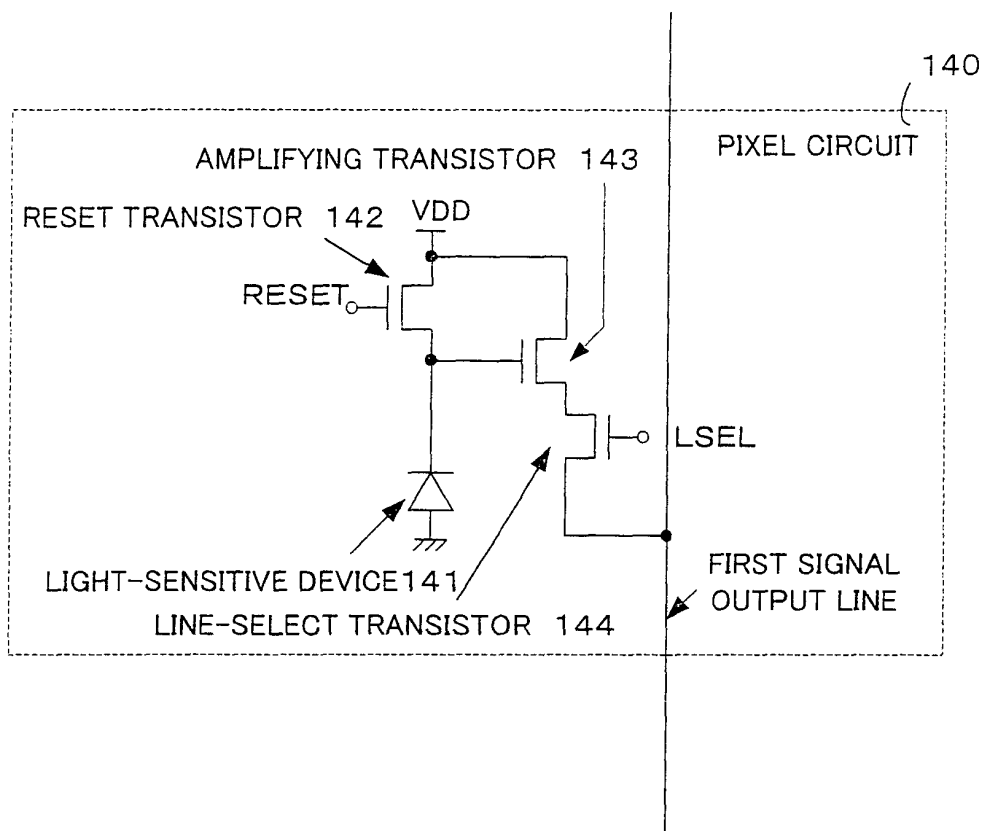 140
PIXEL CIRCUIT
AMPLIFYING TRANSISTOR 143
RESET TRANSISTOR 142
VDD
RESET
LSEL
LIGHT-SENSITIVE DEVICE141
FIRST SIGNAL
OUTPUT LINE
LINE-SELECT TRANSISTOR 144